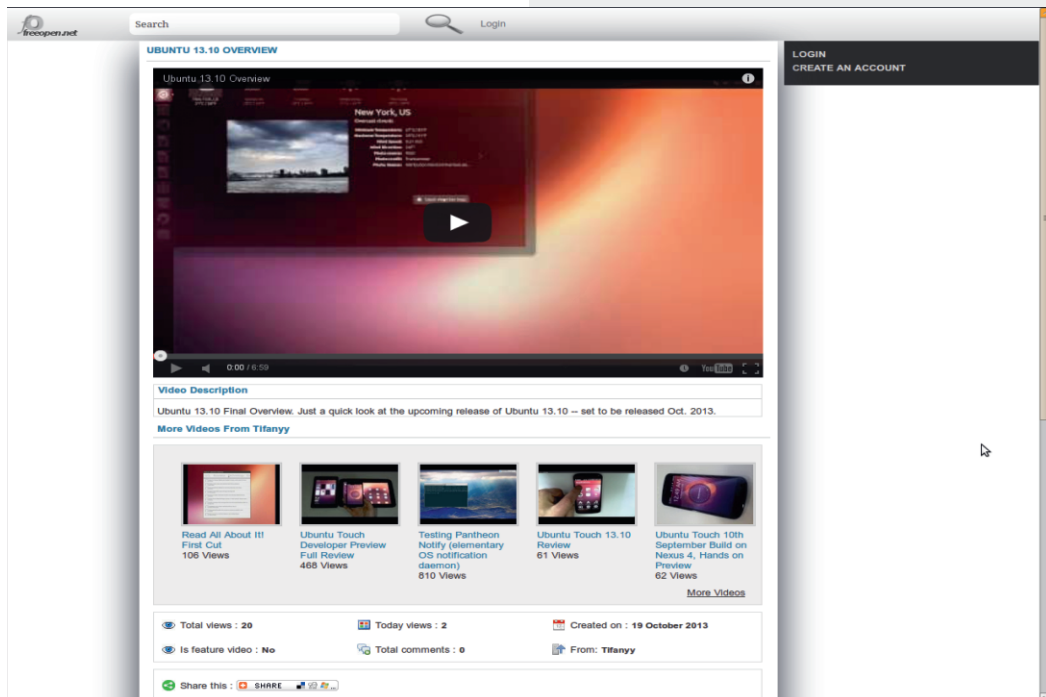 freeopen.net
Search
Login
LOGIN
CREATE AN ACCOUNT
UBUNTU 13.10 OVERVIEW
Ubuntu 13.10 Overview
New York, US
0:00 / 6:59
YouTube
Video Description
Ubuntu 13.10 Final Overview. Just a quick look at the upcoming release of Ubuntu 13.10 -- set to be released Oct. 2013.
More Videos From Tifanyy
Read All About It!
First Cut
106 Views
Ubuntu Touch
Developer Preview
Full Review
468 Views
Testing Pantheon
Notify (elementary
OS notification
daemon)
810 Views
Ubuntu Touch 13.10
Review
61 Views
Ubuntu Touch 10th
September Build on
Nexus 4, Hands on
Preview
62 Views
More Videos
Total views : 20
Today views : 2
Created on : 19 October 2013
Is feature video : No
Total comments : 0
From: Tifanyy
Share this :
SHARE